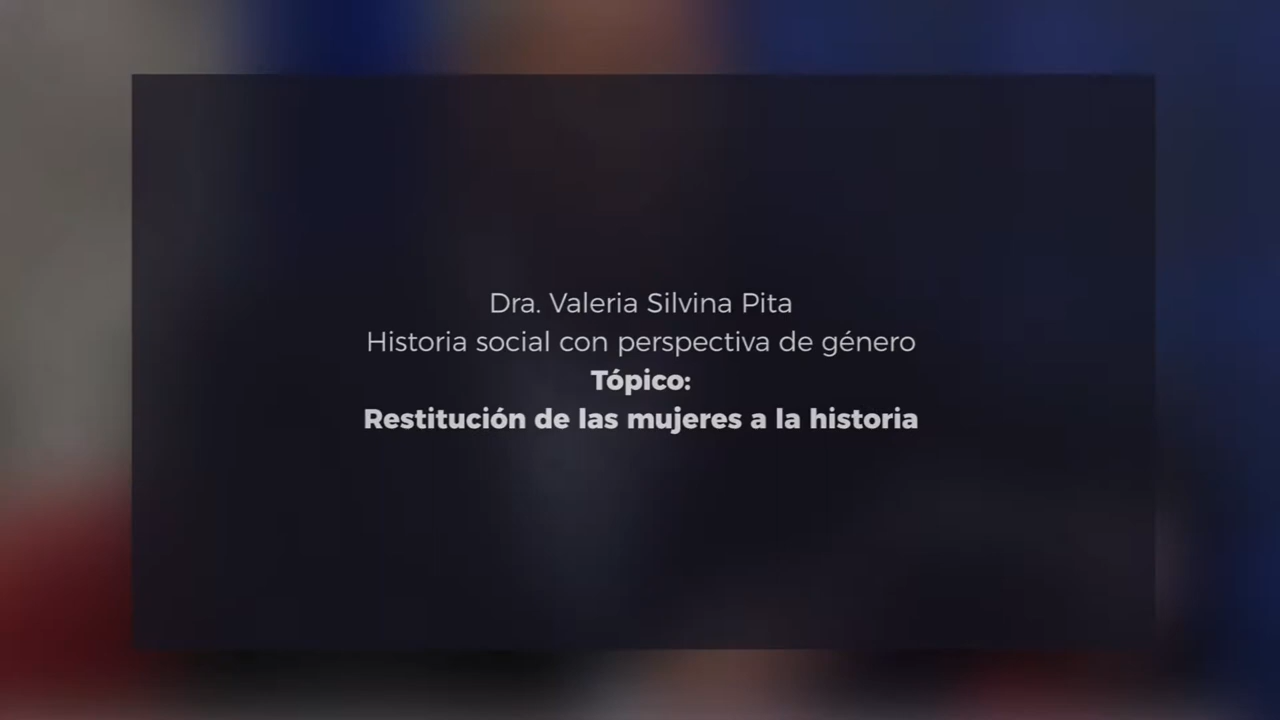 Dra. Valeria Silvina Pita
Historia social con perspectiva de género
Tópico:
Restitución de las mujeres a la historia